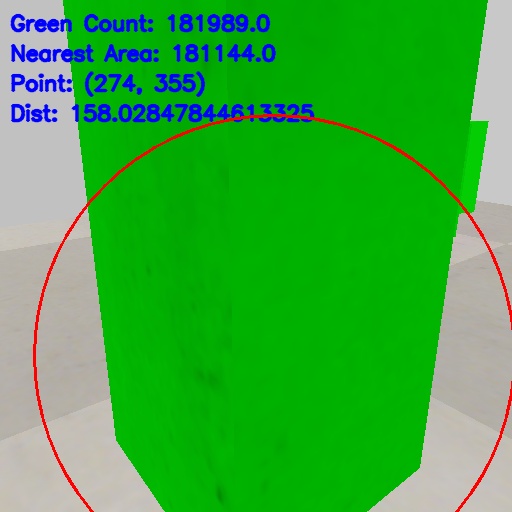 Green Count: 181989.0
Nearest Area: 181144.0
Point: (274, 355)
Dist: 158.02847844613325